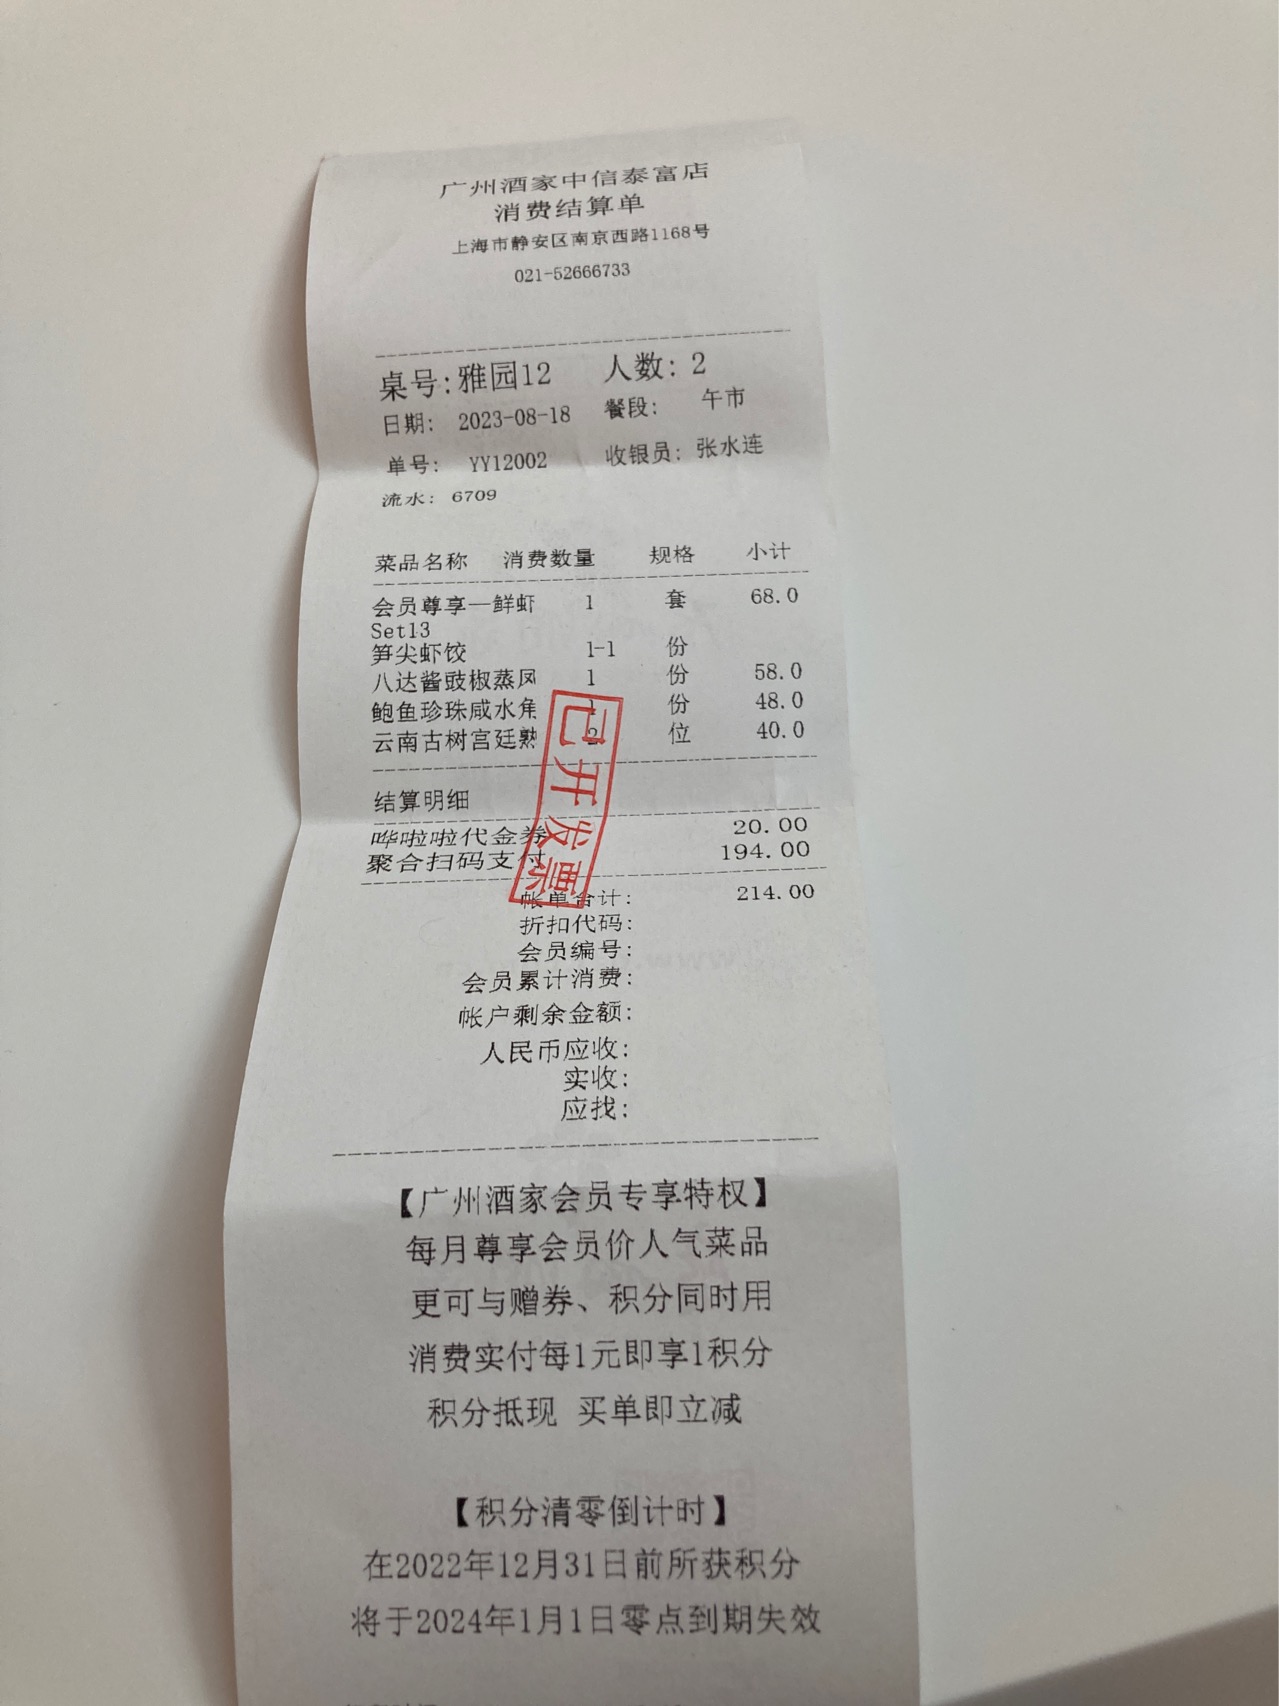 广州酒家中信泰富店
消费结算单
上海市静安区南京西路1168号
021-52666733
桌号:雅园12 人数: 2
日期: 2023-08-18 餐段: 午市
单号: YY12002 收银员: 张水连
流水: 6709
菜品名称 消费数量 规格 小计
会员尊享—鲜虾 1 套 68.0
Set13
笋尖虾饺 1-1 份
八达酱豉椒蒸凤 1 份 58.0
鲍鱼珍珠咸水角 1 份 48.0
云南古树宫廷熟 2 位 40.0
已开发票
结算明细
哗啦啦代金券 20.00
聚合扫码支付 194.00
帐单合计: 214.00
折扣代码:
会员编号:
会员累计消费:
帐户剩余金额:
人民币应收:
实收:
应找:
【广州酒家会员专享特权】
每月尊享会员价人气菜品
更可与赠券、积分同时用
消费实付每1元即享1积分
积分抵现 买单即立减
【积分清零倒计时】
在2022年12月31日前所获积分
将于2024年1月1日零点到期失效